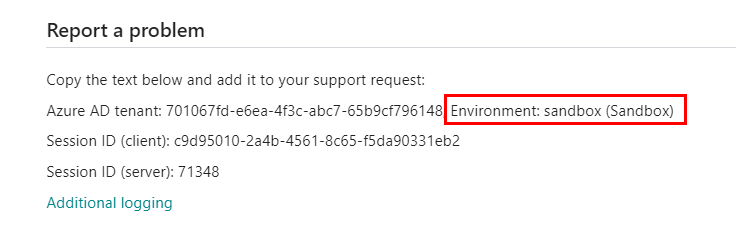 Report a problem
Copy the text below and add it to your support request:
Azure AD tenant: 701067fd-e6ea-4f3c-abc7-65b9cf796148 Environment: sandbox (Sandbox)
Session ID (client): c9d95010-2a4b-4561-8c65-f5da90331eb2
Session ID (server): 71348
Additional logging